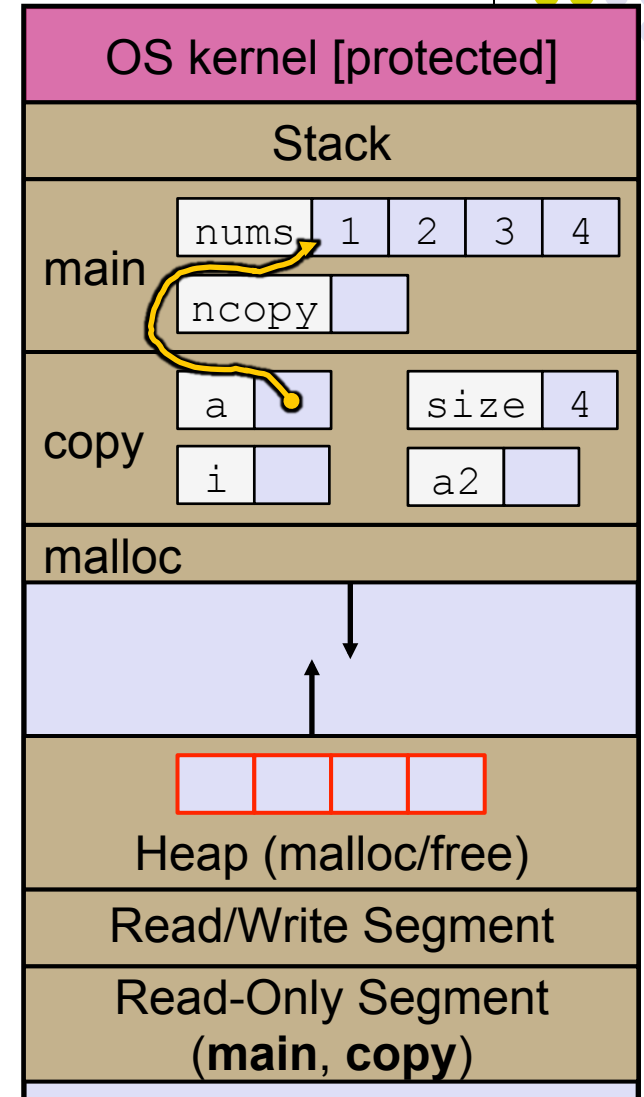 OS kernel [protected]
Stack
main
nums 1 2 3 4
ncopy
copy
a size 4
i a2
malloc
Heap (malloc/free)
Read/Write Segment
Read-Only Segment
(main, copy)